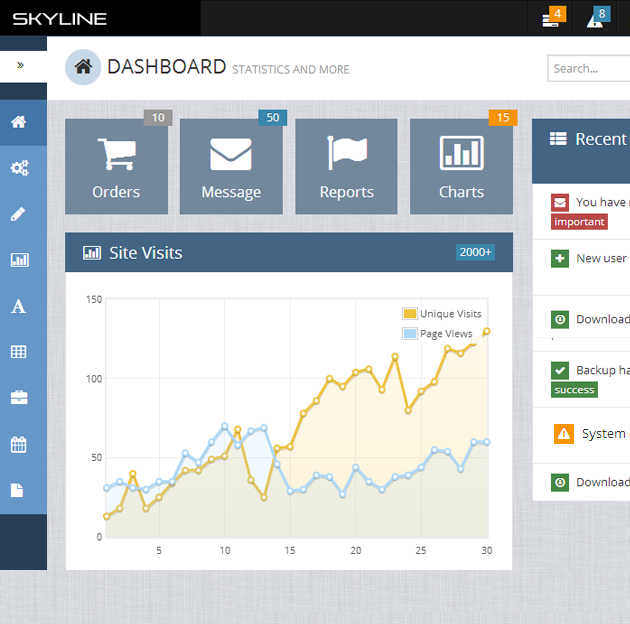 SKYLINE
4
8
»
DASHBOARD STATISTICS AND MORE
Search...
10
50
15
Orders
Message
Reports
Charts
Recent
Site Visits
2000+
You have
important
New user
Download
Backup ha
success
System
Download
Unique Visits
Page Views
150
100
50
0
5
10
15
20
25
30